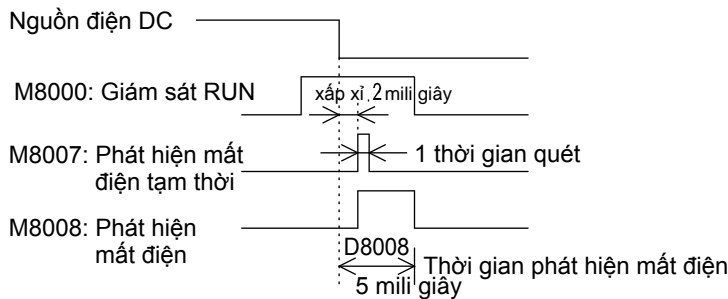 Nguồn điện DC
M8000: Giám sát RUN
xấp xỉ 2 mili giây
M8007: Phát hiện mất
điện tạm thời
1 thời gian quét
M8008: Phát hiện
mất điện
D8008
5 mili giây
Thời gian phát hiện mất điện